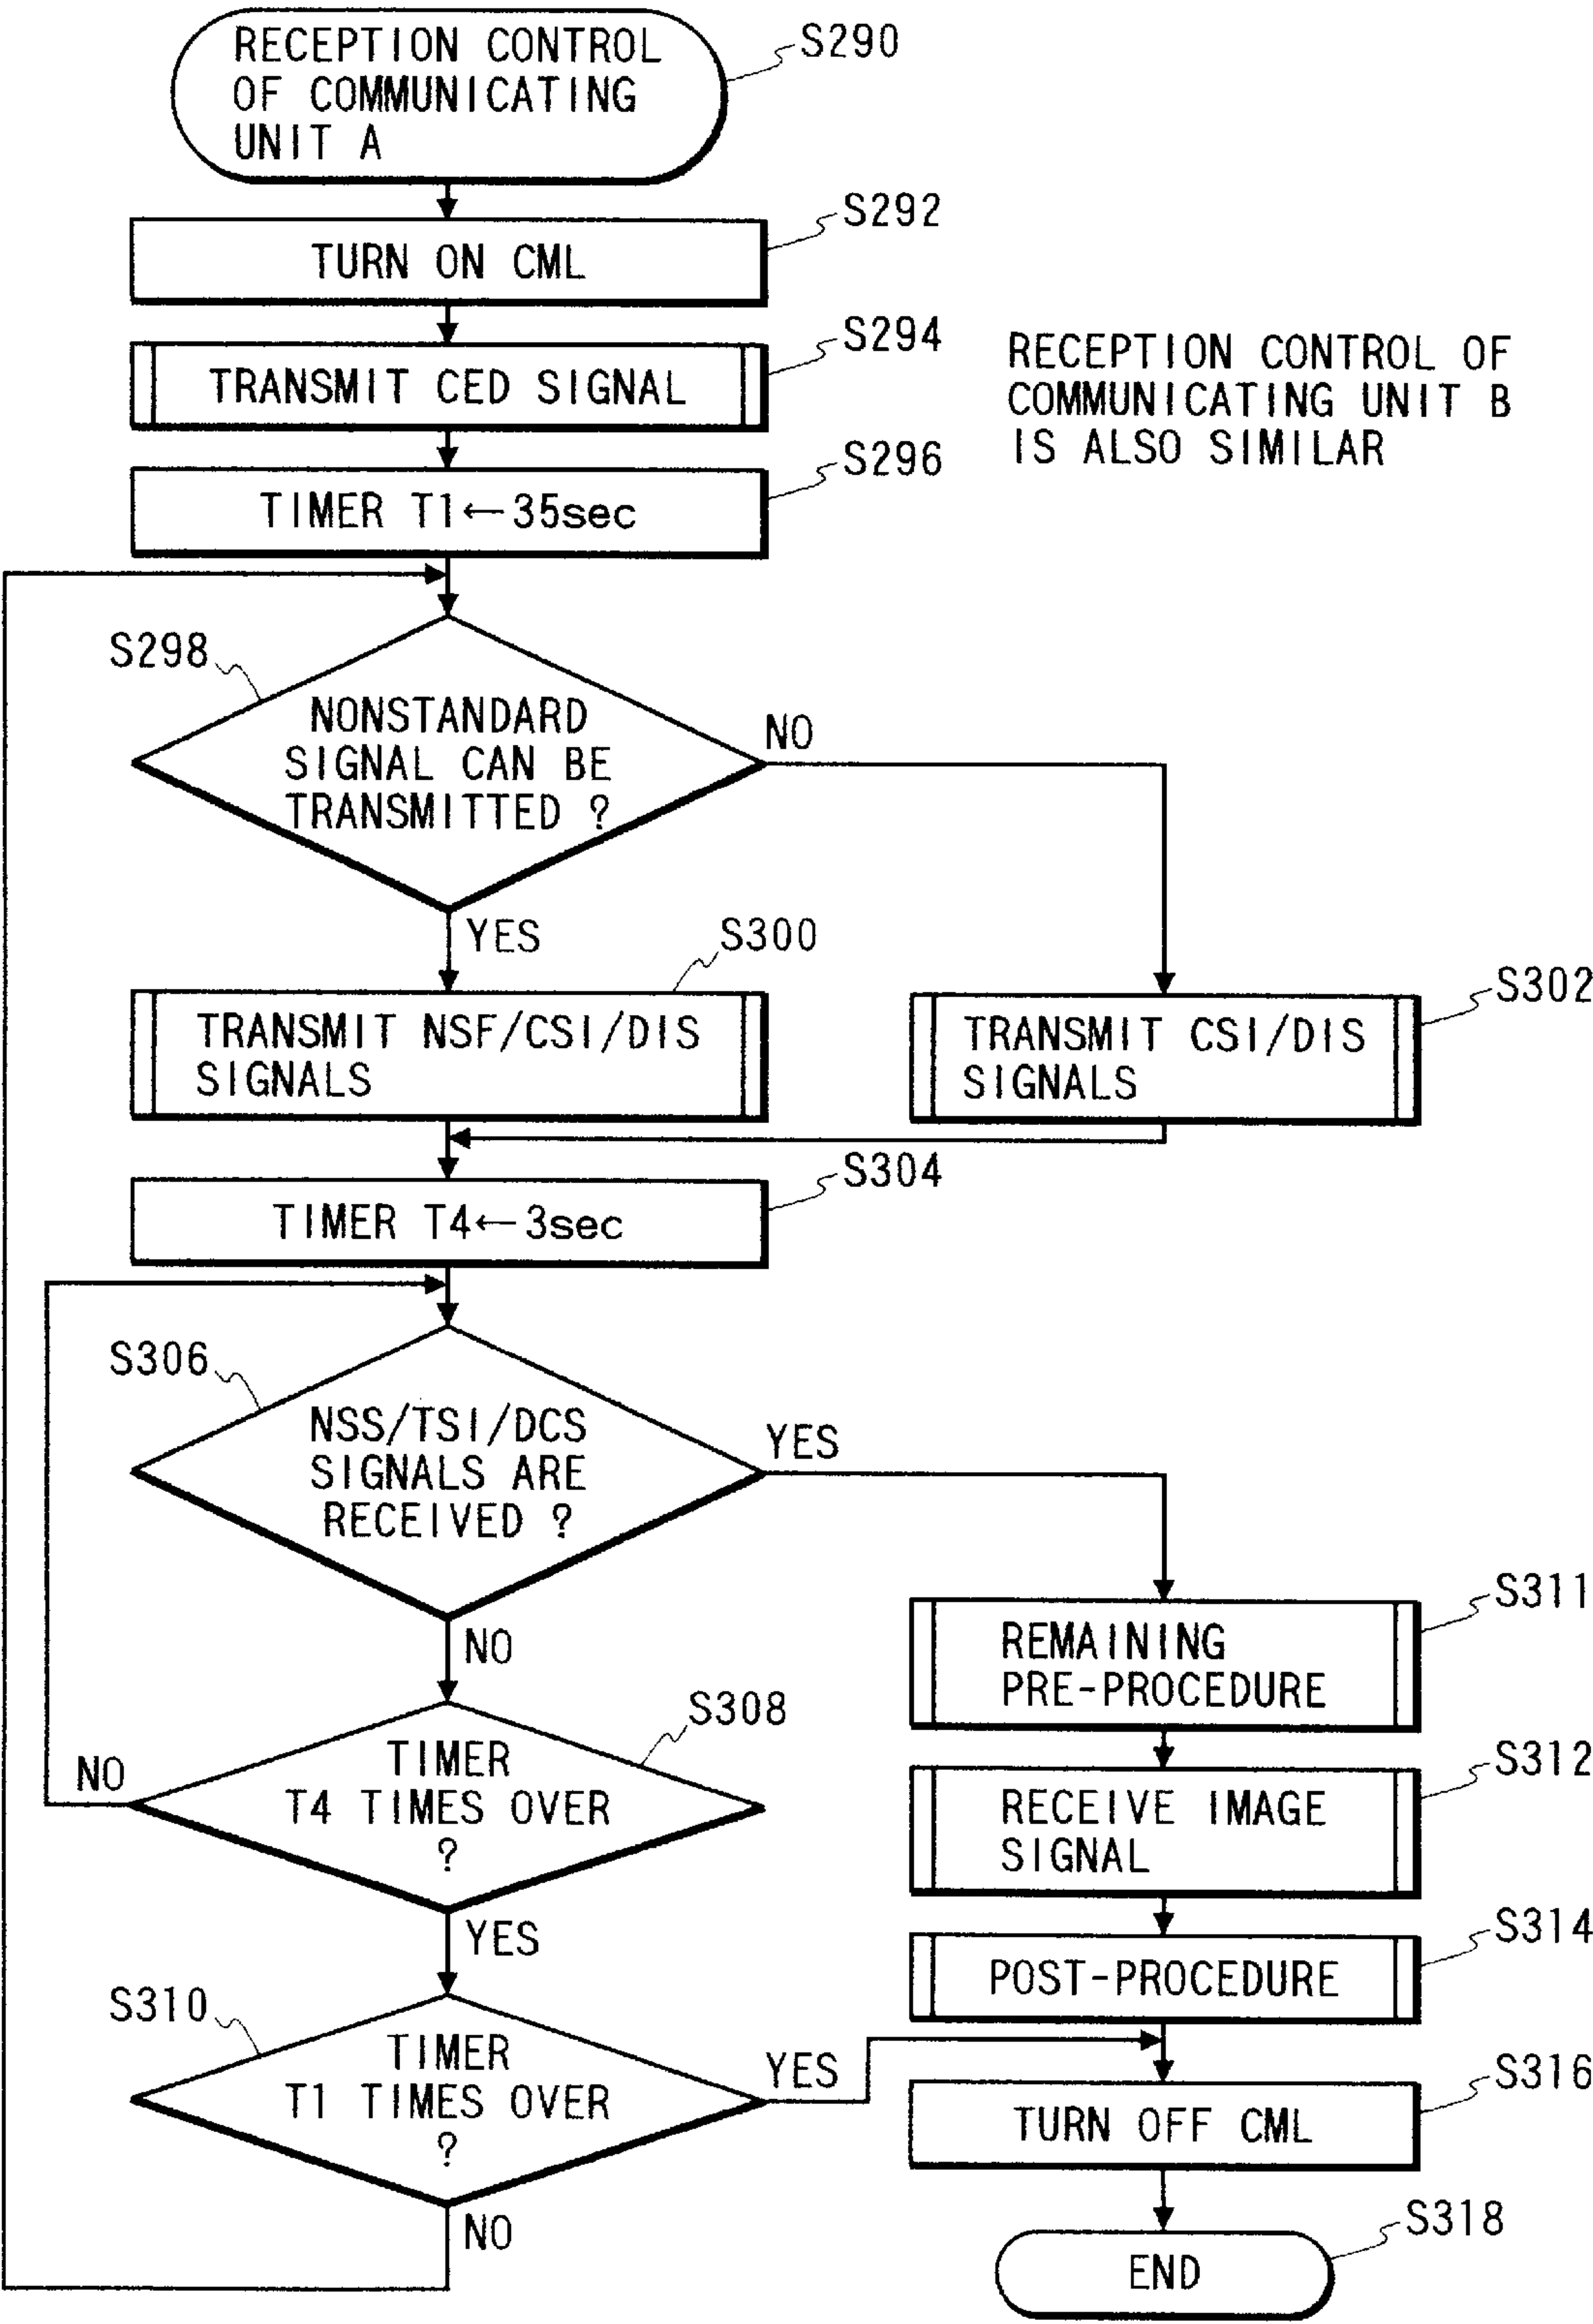 RECEPTION CONTROL
OF COMMUNICATING
UNIT A
S290
TURN ON CML
S292
TRANSMIT CED SIGNAL
S294
RECEPTION CONTROL OF
COMMUNICATING UNIT B
IS ALSO SIMILAR
TIMER T1←35sec
S296
S298
NONSTANDARD
SIGNAL CAN BE
TRANSMITTED ?
NO
YES
S300
TRANSMIT NSF/CSI/DIS
SIGNALS
S302
TRANSMIT CSI/DIS
SIGNALS
S304
TIMER T4←3sec
S306
NSS/TSI/DCS
SIGNALS ARE
RECEIVED ?
YES
NO
S311
REMAINING
PRE-PROCEDURE
S308
TIMER
T4 TIMES OVER
?
NO
YES
S312
RECEIVE IMAGE
SIGNAL
S314
POST-PROCEDURE
S310
TIMER
T1 TIMES OVER
?
YES
NO
S316
TURN OFF CML
S318
END